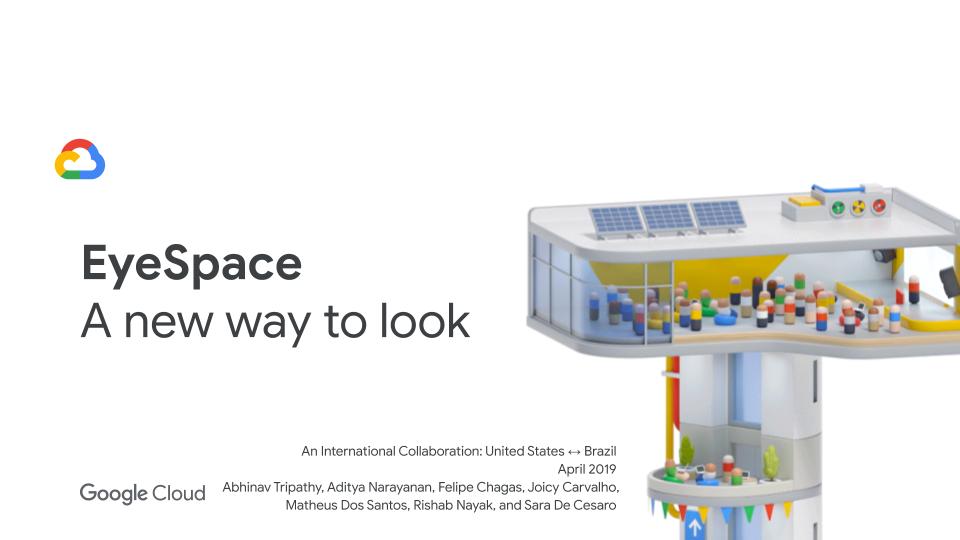 EyeSpace
A new way to look
An International Collaboration: United States ↔ Brazil
April 2019
Abhinav Tripathy, Aditya Narayanan, Felipe Chagas, Joicy Carvalho,
Matheus Dos Santos, Rishab Nayak, and Sara De Cesaro
Google Cloud